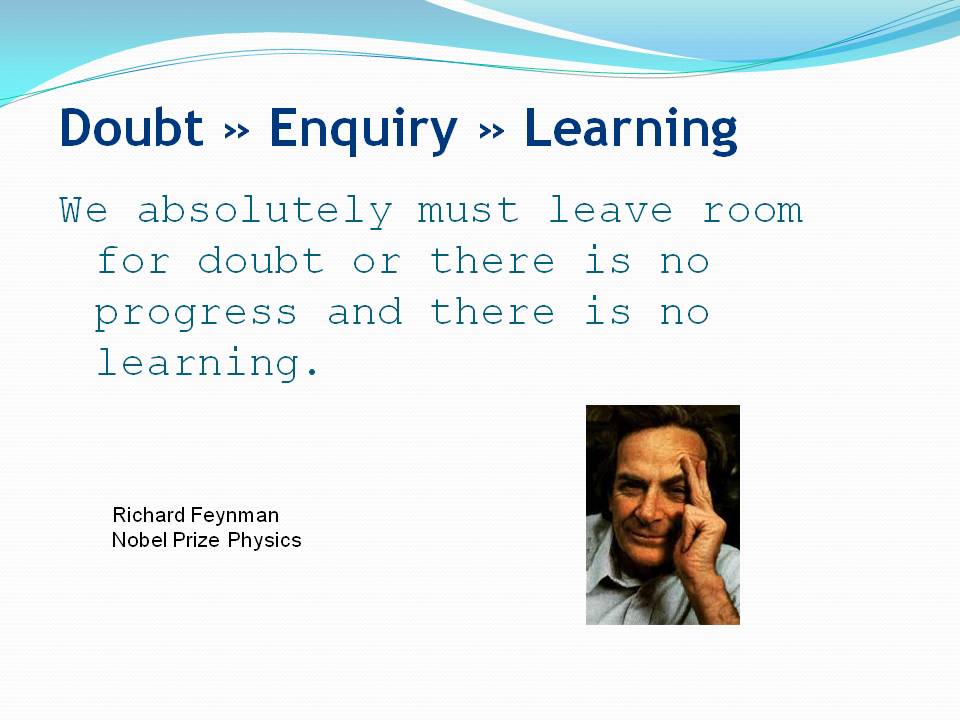 Doubt » Enquiry » Learning
We absolutely must leave room
for doubt or there is no
progress and there is no
learning.
Richard Feynman
Nobel Prize Physics